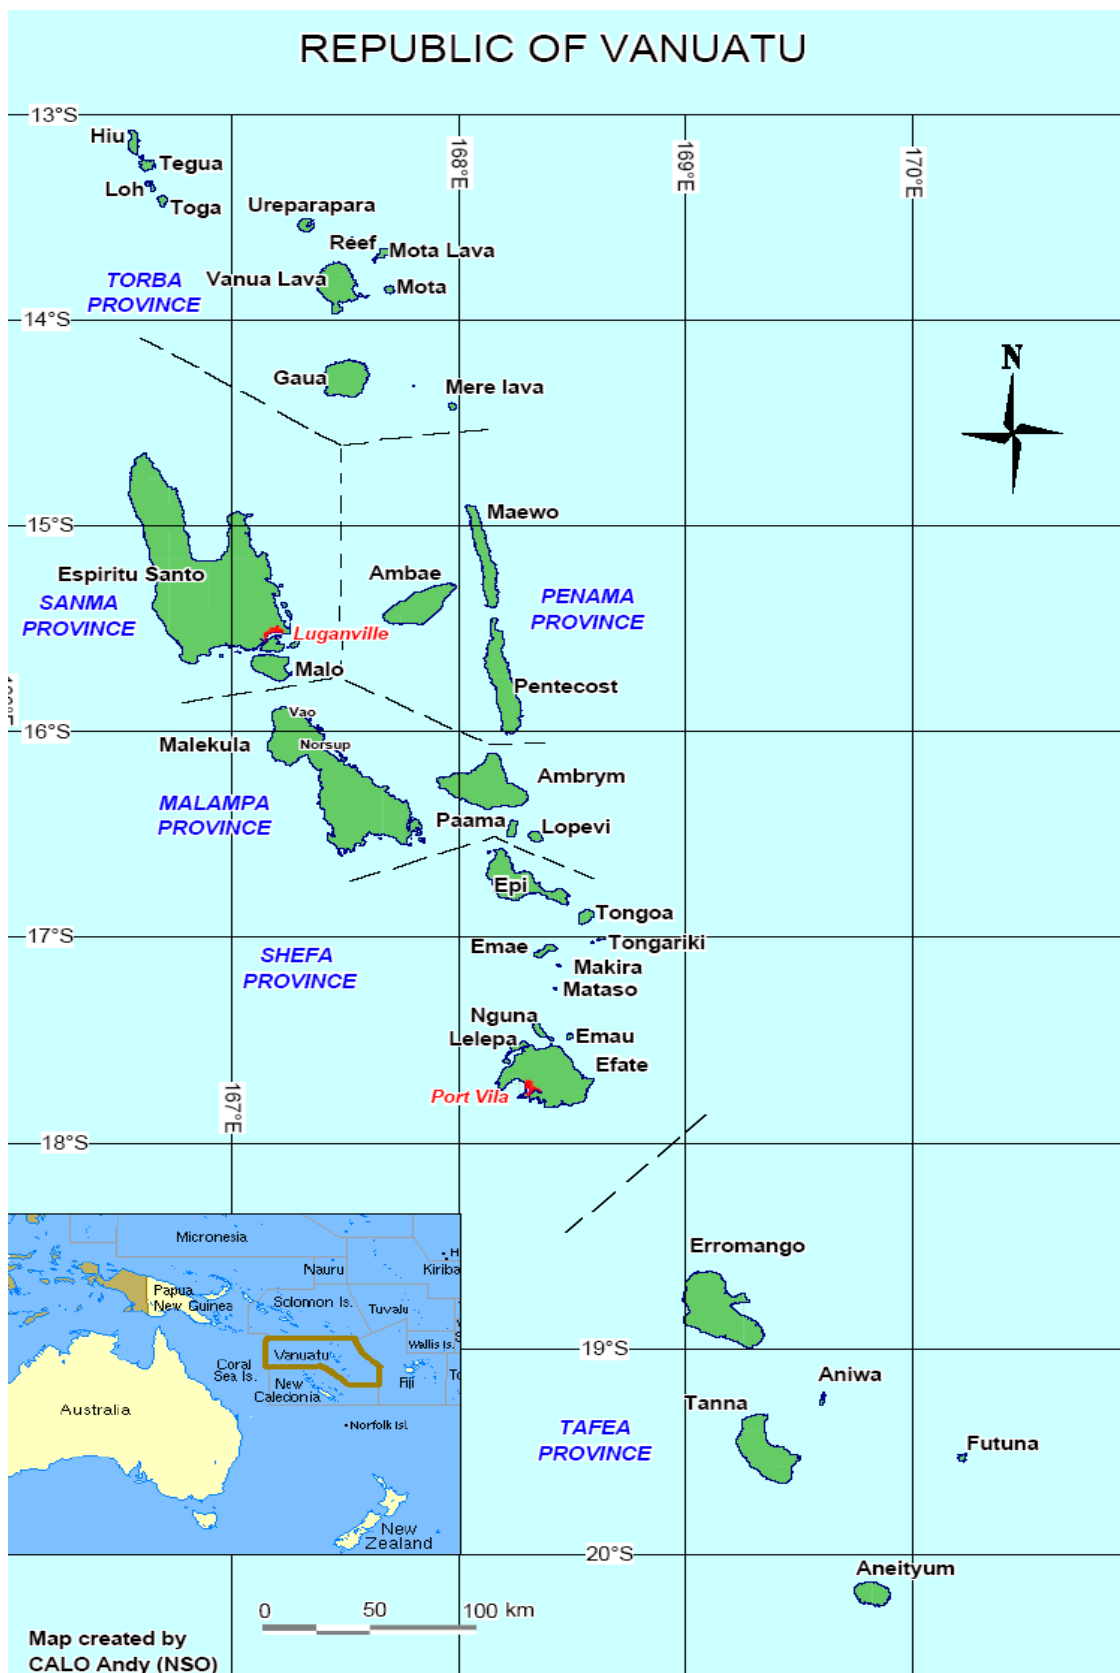 REPUBLIC OF VANUATU
13°S
168°E
169°E
170°E
Hiu
Tegua
Loh
Toga
Ureparapara
Réef
Mota Lava
Vanua Lava
Mota
TORBA
PROVINCE
14°S
N
Gaua
Mere lava
15°S
Maewo
Espiritu Santo
Ambae
SANMA
PROVINCE
PENAMA
PROVINCE
Luganville
Malo
Pentecost
Vao
16°S
Malekula
Norsup
Ambrym
MALAMPA
PROVINCE
Paama
Lopevi
Epi
Tongoa
17°S
Emae
Tongariki
SHEFA
PROVINCE
Makira
Mataso
Nguna
Lelepa
Emau
Efate
Port Vila
167°E
18°S
Micronesia
Nauru
Kiriba
Papua
New Guinea
Solomon Is.
Tuvalu
Wallis Is.
Vanuatu
Coral
Sea Is.
New
Caledonia
Fiji
Australia
Norfolk Isl.
New
Zealand
Erromango
19°S
Aniwa
Tanna
TAFEA
PROVINCE
Futuna
20°S
Aneityum
0 50 100 km
Map created by
CALO Andy (NSO)